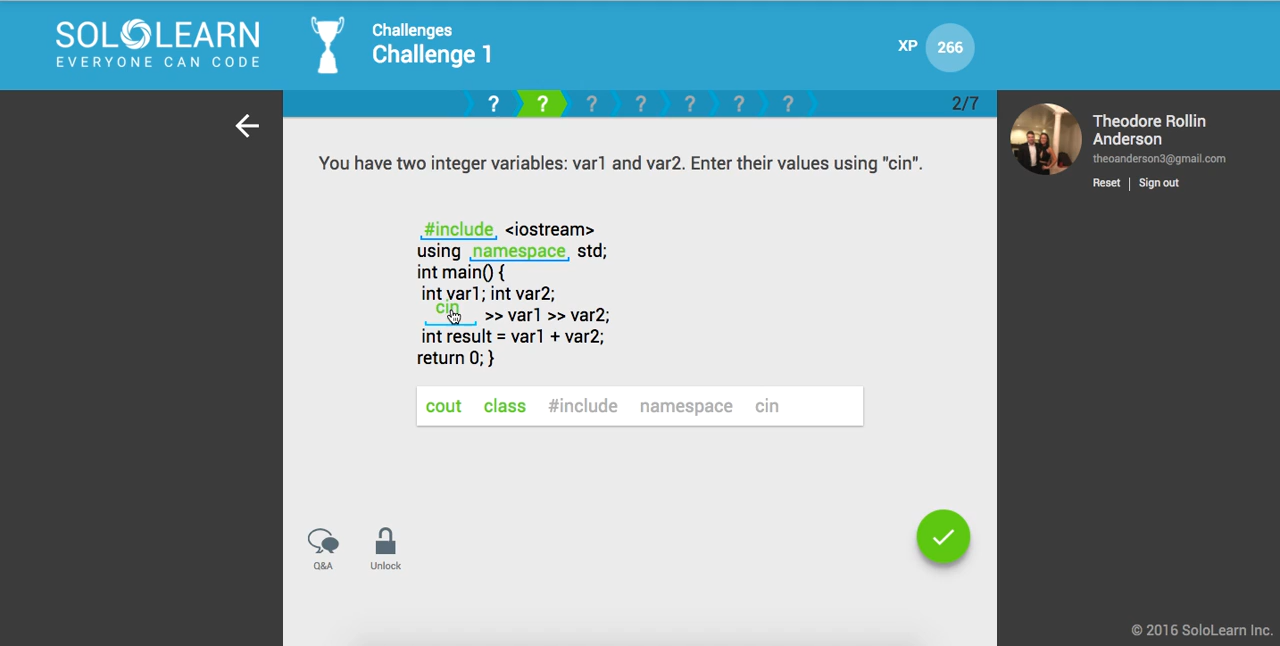 SOLOLEARN
EVERYONE CAN CODE
Challenges
Challenge 1
XP 266
? ? ? ? ? ? ? 2/7
Theodore Rollin
Anderson
theoanderson3@gmail.com
Reset | Sign out
You have two integer variables: var1 and var2. Enter their values using "cin".
#include <iostream>
using namespace std;
int main() {
int var1; int var2;
cin >> var1 >> var2;
int result = var1 + var2;
return 0; }
cout class #include namespace cin
Q&A Unlock
© 2016 SoloLearn Inc.